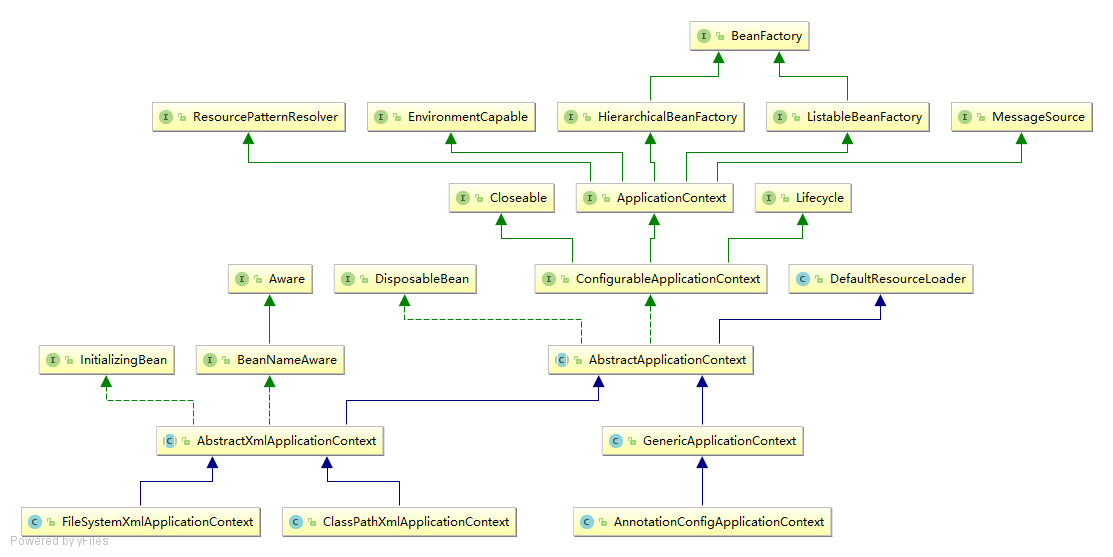 BeanFactory
ResourcePatternResolver
EnvironmentCapable
HierarchicalBeanFactory
ListableBeanFactory
MessageSource
Closeable
ApplicationContext
Lifecycle
Aware
DisposableBean
ConfigurableApplicationContext
DefaultResourceLoader
InitializingBean
BeanNameAware
AbstractApplicationContext
AbstractXmlApplicationContext
GenericApplicationContext
FileSystemXmlApplicationContext
ClassPathXmlApplicationContext
AnnotationConfigApplicationContext
Powered by yFiles